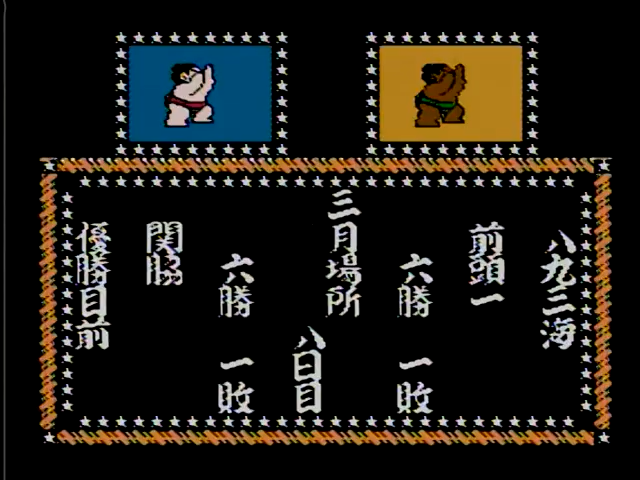 八九三海
前頭一
六勝 一敗
三月場所
八日目
六勝 一敗
関脇
優勝目前